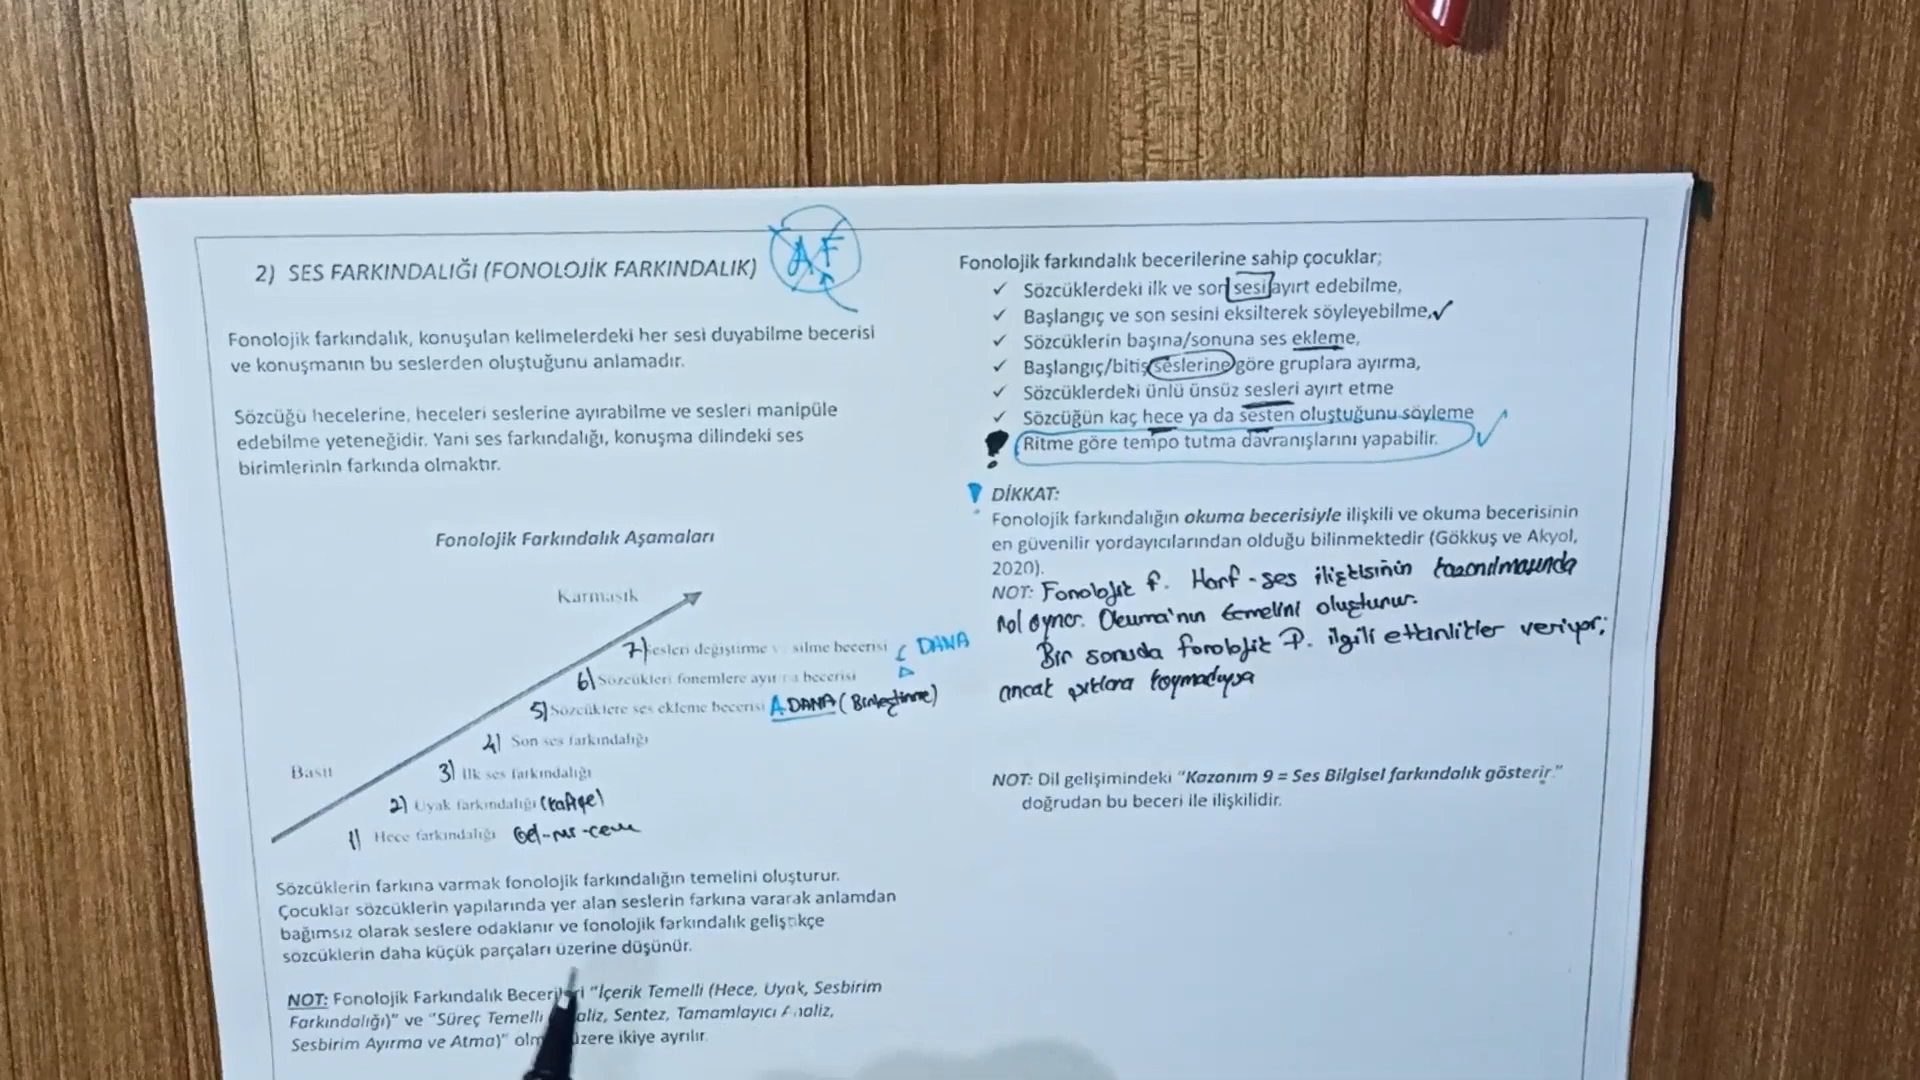 2) SES FARKINDALIĞI (FONOLOJİK FARKINDALIK)
AF
Fonolojik farkındalık, konuşulan kelimelerdeki her sesi duyabilme becerisi
ve konuşmanın bu seslerden oluştuğunu anlamadır.
Sözcüğü hecelerine, heceleri seslerine ayırabilme ve sesleri manipüle
edebilme yeteneğidir. Yani ses farkındalığı, konuşma dilindeki ses
birimlerinin farkında olmaktır.
Fonolojik Farkındalık Aşamaları
Karmaşık
7) Sesleri değiştirme silme becerisi DANA
6) Sözcükleri fonemlere becerisi
5) Sözcüklere ses ekleme becerisi ADANA (Birleştirme)
4) Son ses farkındalığı
3) İlk ses farkındalığı
Basit
2) Uyak farkındalığı (kafiye)
1) Hece farkındalığı
Sözcüklerin farkına varmak fonolojik farkındalığın temelini oluşturur.
Çocuklar sözcüklerin yapılarında yer alan seslerin farkına vararak anlamdan
bağımsız olarak seslere odaklanır ve fonolojik farkındalık geliştikçe
sözcüklerin daha küçük parçaları üzerine düşünür.
NOT: Fonolojik Farkındalık Becerileri "İçerik Temelli (Hece, Uyak, Sesbirim
Farkındalığı)" ve "Süreç Temelli Sentez, Tamamlayıcı Analiz,
Sesbirim Ayırma ve Atma)" üzere ikiye ayrılır.
Fonolojik farkındalık becerilerine sahip çocuklar;
✓ Sözcüklerdeki ilk ve son sesi ayırt edebilme,
✓ Başlangıç ve son sesini eksilterek söyleyebilme, ✓
✓ Sözcüklerin başına/sonuna ses ekleme,
✓ Başlangıç/bitiş seslerine göre gruplara ayırma,
✓ Sözcüklerdeki ünlü ünsüz sesleri ayırt etme
✓ Sözcüğün kaç hece ya da sesten oluştuğunu söyleme
! Ritme göre tempo tutma davranışlarını yapabilir. ✓
! DİKKAT:
Fonolojik farkındalığın okuma becerisiyle ilişkili ve okuma becerisinin
en güvenilir yordayıcılarından olduğu bilinmektedir (Gökkuş ve Akyol,
2020).
NOT: Fonolojik f. Harf-ses ilişkisinin kazanılmasında
rol oynar. Okuma'nın temelini oluşturur.
Bir soruda fonolojik f. ilgili etkinlikler veriyor;
ancak şıklara koymadıysa
NOT: Dil gelişimindeki "Kazanım 9 = Ses Bilgisel farkındalık gösterir."
doğrudan bu beceri ile ilişkilidir.